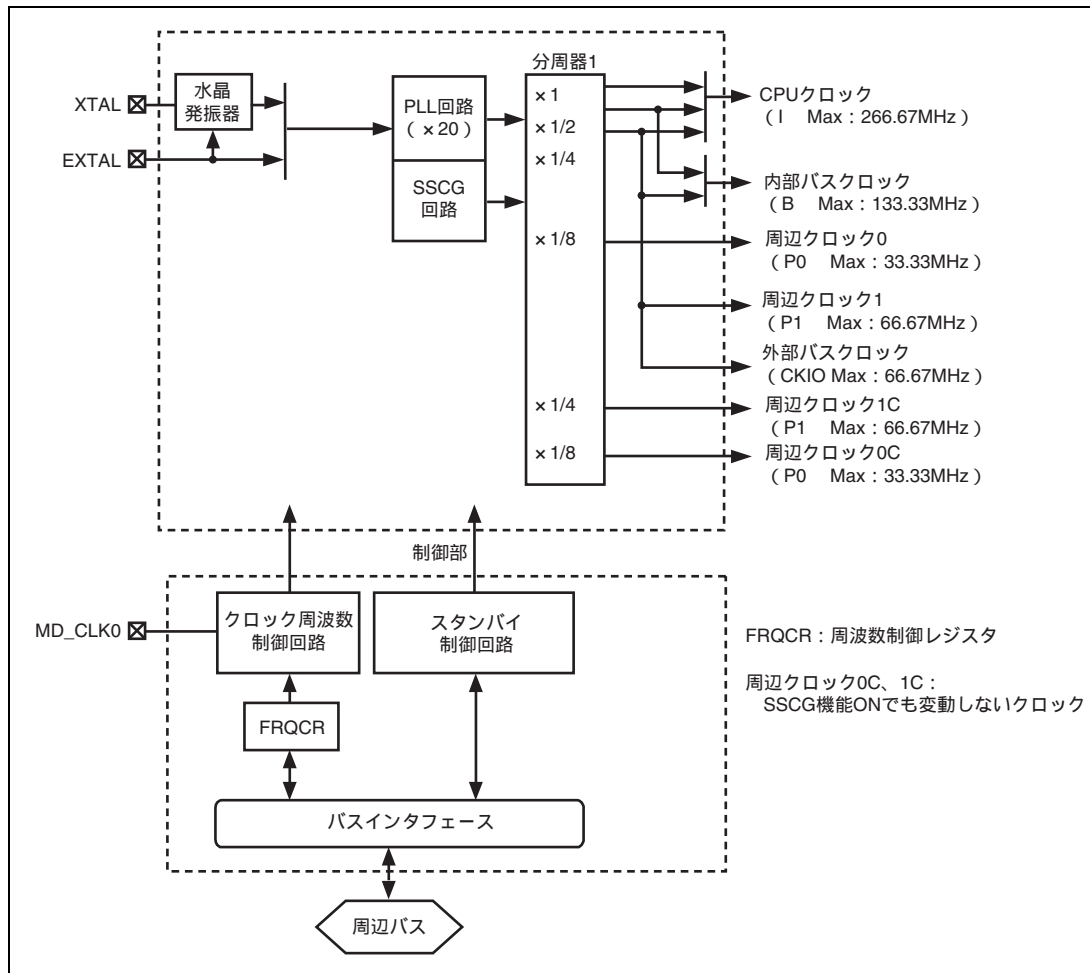 分周器1
XTAL
水晶
発振器
EXTAL
PLL回路
(×20)
SSCG
回路
×1
×1/2
×1/4
×1/8
×1/4
×1/8
CPUクロック
(I Max:266.67MHz)
内部バスクロック
(B Max:133.33MHz)
周辺クロック0
(P0 Max:33.33MHz)
周辺クロック1
(P1 Max:66.67MHz)
外部バスクロック
(CKIO Max:66.67MHz)
周辺クロック1C
(P1 Max:66.67MHz)
周辺クロック0C
(P0 Max:33.33MHz)
制御部
MD_CLK0
クロック周波数
制御回路
スタンバイ
制御回路
FRQCR
バスインタフェース
周辺バス
FRQCR:周波数制御レジスタ
周辺クロック0C、1C:
SSCG機能ONでも変動しないクロック